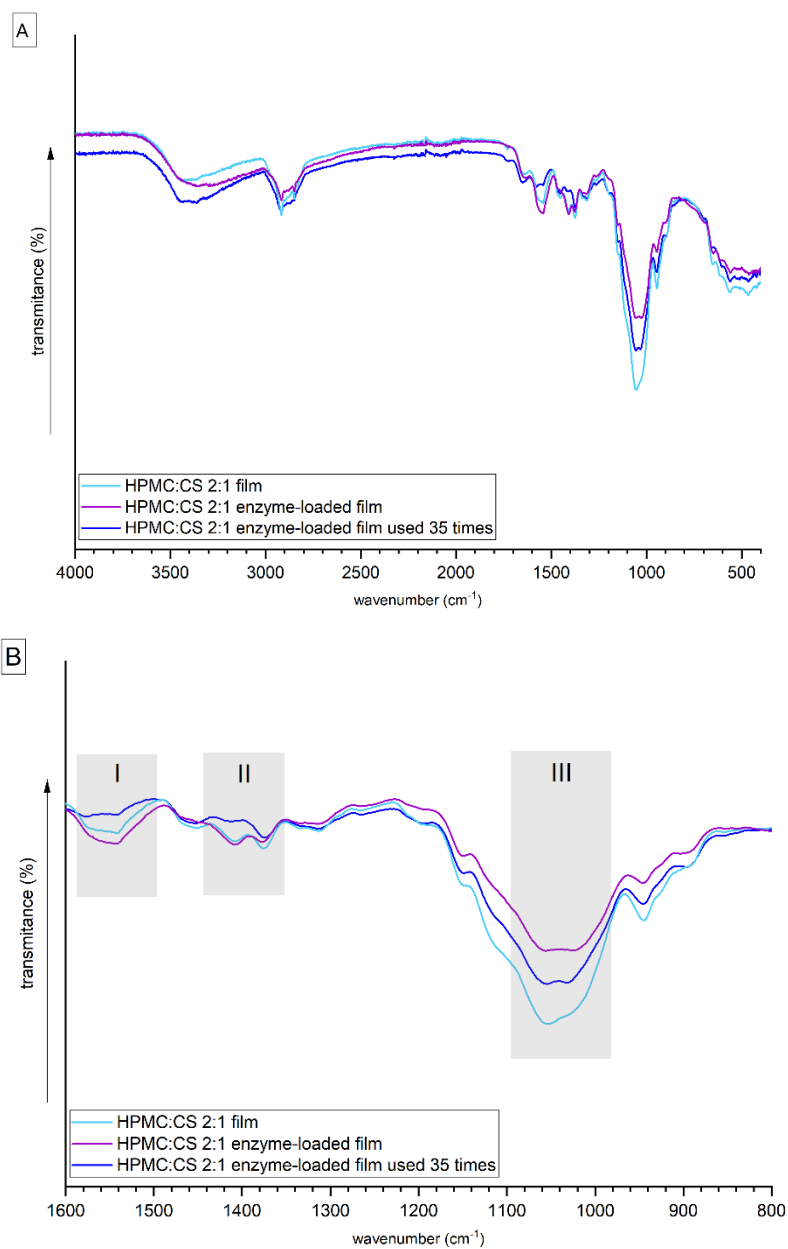 A
transmitance (%)
4000 3500 3000 2500 2000 1500 1000 500
wavenumber (cm⁻¹)
HPMC:CS 2:1 film
HPMC:CS 2:1 enzyme-loaded film
HPMC:CS 2:1 enzyme-loaded film used 35 times
B
I II III
transmitance (%)
HPMC:CS 2:1 film
HPMC:CS 2:1 enzyme-loaded film
HPMC:CS 2:1 enzyme-loaded film used 35 times
1600 1500 1400 1300 1200 1100 1000 900 800
wavenumber (cm⁻¹)